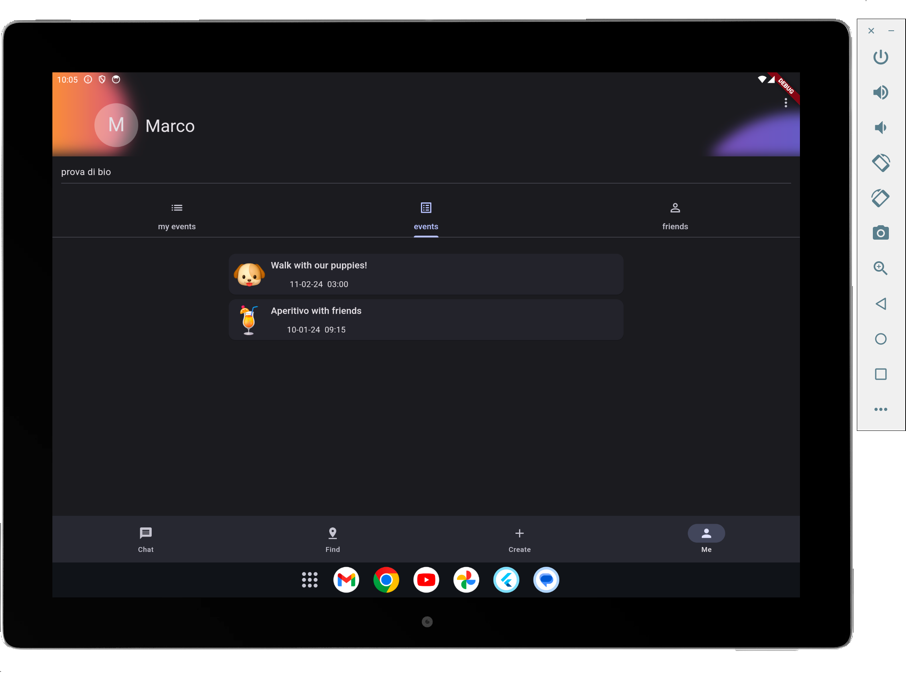 10:05
DEBUG
M
Marco
prova di bio
my events
events
friends
Walk with our puppies!
11-02-24 03:00
Aperitivo with friends
10-01-24 09:15
Chat
Find
Create
Me